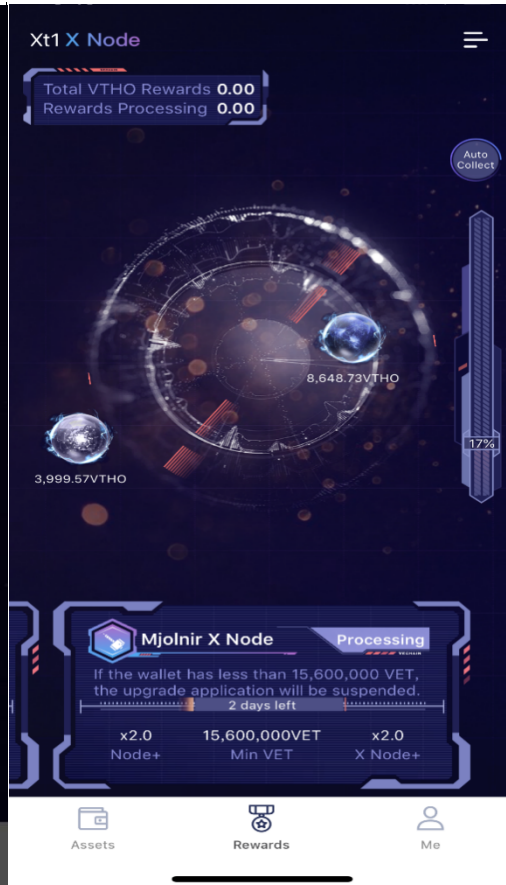 Xt1 X Node
Total VTHO Rewards 0.00
Rewards Processing 0.00
Auto
Collect
8,648.73VTHO
17%
3,999.57VTHO
Mjolnir X Node
Processing
If the wallet has less than 15,600,000 VET,
the upgrade application will be suspended.
2 days left
x2.0 15,600,000VET x2.0
Node+ Min VET X Node+
Assets Rewards Me